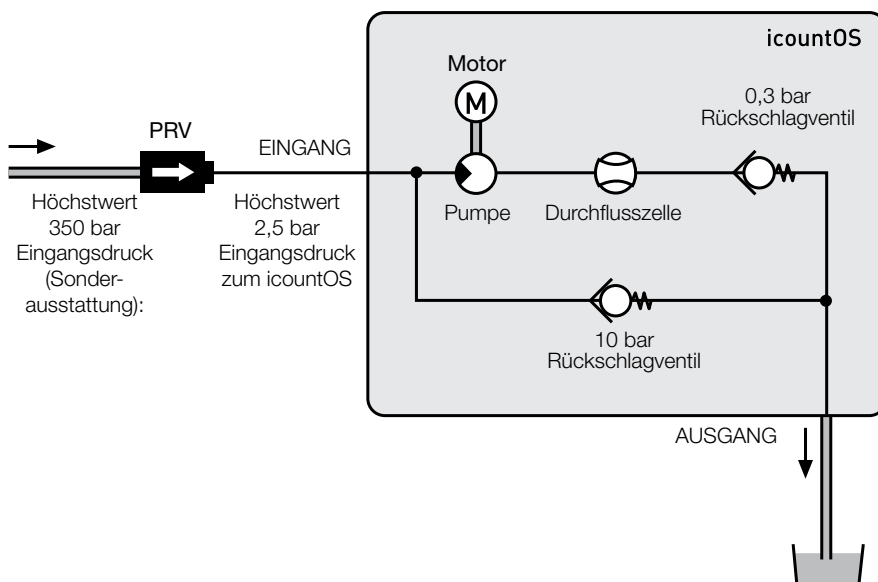 icountOS
Motor
M
0,3 bar
Rückschlagventil
PRV
EINGANG
Höchstwert
350 bar
Eingangsdruck
(Sonder-
ausstattung):
Höchstwert
2,5 bar
Eingangsdruck
zum icountOS
Pumpe
Durchflusszelle
10 bar
Rückschlagventil
AUSGANG